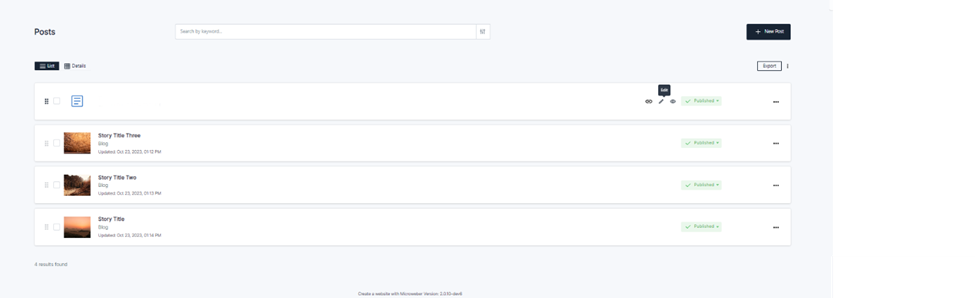 Posts
Search by keyword...
+ New Post
List
Details
Export
Edit
Published
Story Title Three
Blog
Updated: Oct 23, 2023, 01:12 PM
Published
Story Title Two
Blog
Updated: Oct 23, 2023, 01:13 PM
Published
Story Title
Blog
Updated: Oct 23, 2023, 01:14 PM
Published
4 results found
Create a website with Microweber Version: 2.0.10-dev6